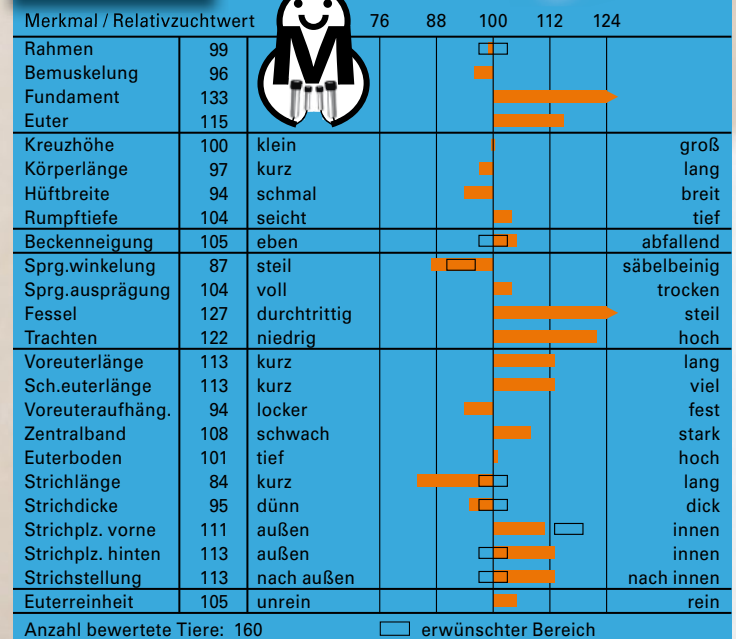 Merkmal / Relativzuchtwert 76 88 100 112 124
M
Rahmen 99
Bemuskelung 96
Fundament 133
Euter 115
Kreuzhöhe 100 klein groß
Körperlänge 97 kurz lang
Hüftbreite 94 schmal breit
Rumpftiefe 104 seicht tief
Beckenneigung 105 eben abfallend
Sprg.winkelung 87 steil säbelbeinig
Sprg.ausprägung 104 voll trocken
Fessel 127 durchtrittig steil
Trachten 122 niedrig hoch
Voreuterlänge 113 kurz lang
Sch.euterlänge 113 kurz viel
Voreuteraufhäng. 94 locker fest
Zentralband 108 schwach stark
Euterboden 101 tief hoch
Strichlänge 84 kurz lang
Strichdicke 95 dünn dick
Strichplz. vorne 111 außen innen
Strichplz. hinten 113 außen innen
Strichstellung 113 nach außen nach innen
Euterreinheit 105 unrein rein
Anzahl bewertete Tiere: 160 erwünschter Bereich